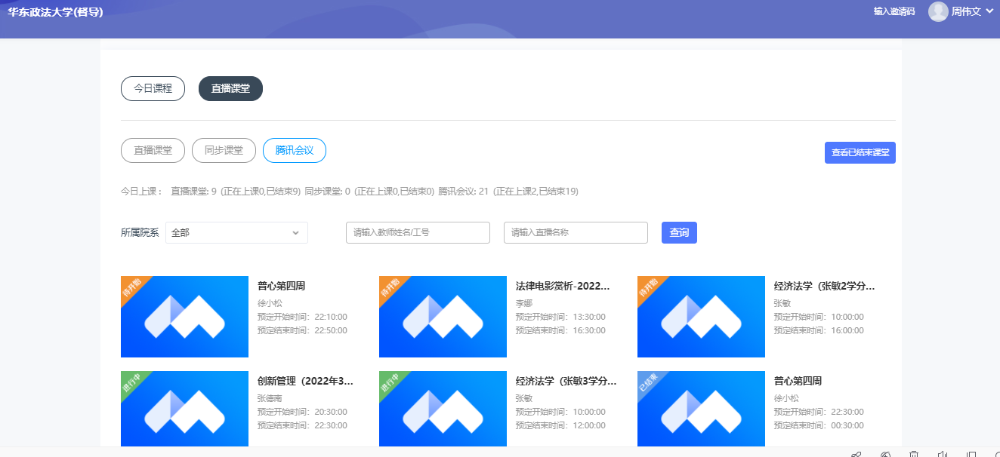 华东政法大学(督导)
输入邀请码
周伟文
今日课程
直播课堂
直播课堂
同步课堂
腾讯会议
查看已结束课堂
今日上课： 直播课堂: 9 (正在上课0,已结束9) 同步课堂: 0 (正在上课0,已结束0) 腾讯会议: 21 (正在上课2,已结束19)
所属院系
全部
请输入教师姓名/工号
请输入直播名称
查询
待开始
普心第四周
徐小松
预定开始时间：22:10:00
预定结束时间：22:50:00
待开始
法律电影赏析-2022...
李娜
预定开始时间：13:30:00
预定结束时间：16:30:00
待开始
经济法学（张敏2学分...
张敏
预定开始时间：10:00:00
预定结束时间：16:00:00
进行中
创新管理（2022年3...
张德南
预定开始时间：20:30:00
预定结束时间：22:30:00
进行中
经济法学（张敏3学分...
张敏
预定开始时间：10:00:00
预定结束时间：12:00:00
已结束
普心第四周
徐小松
预定开始时间：22:30:00
预定结束时间：00:30:00